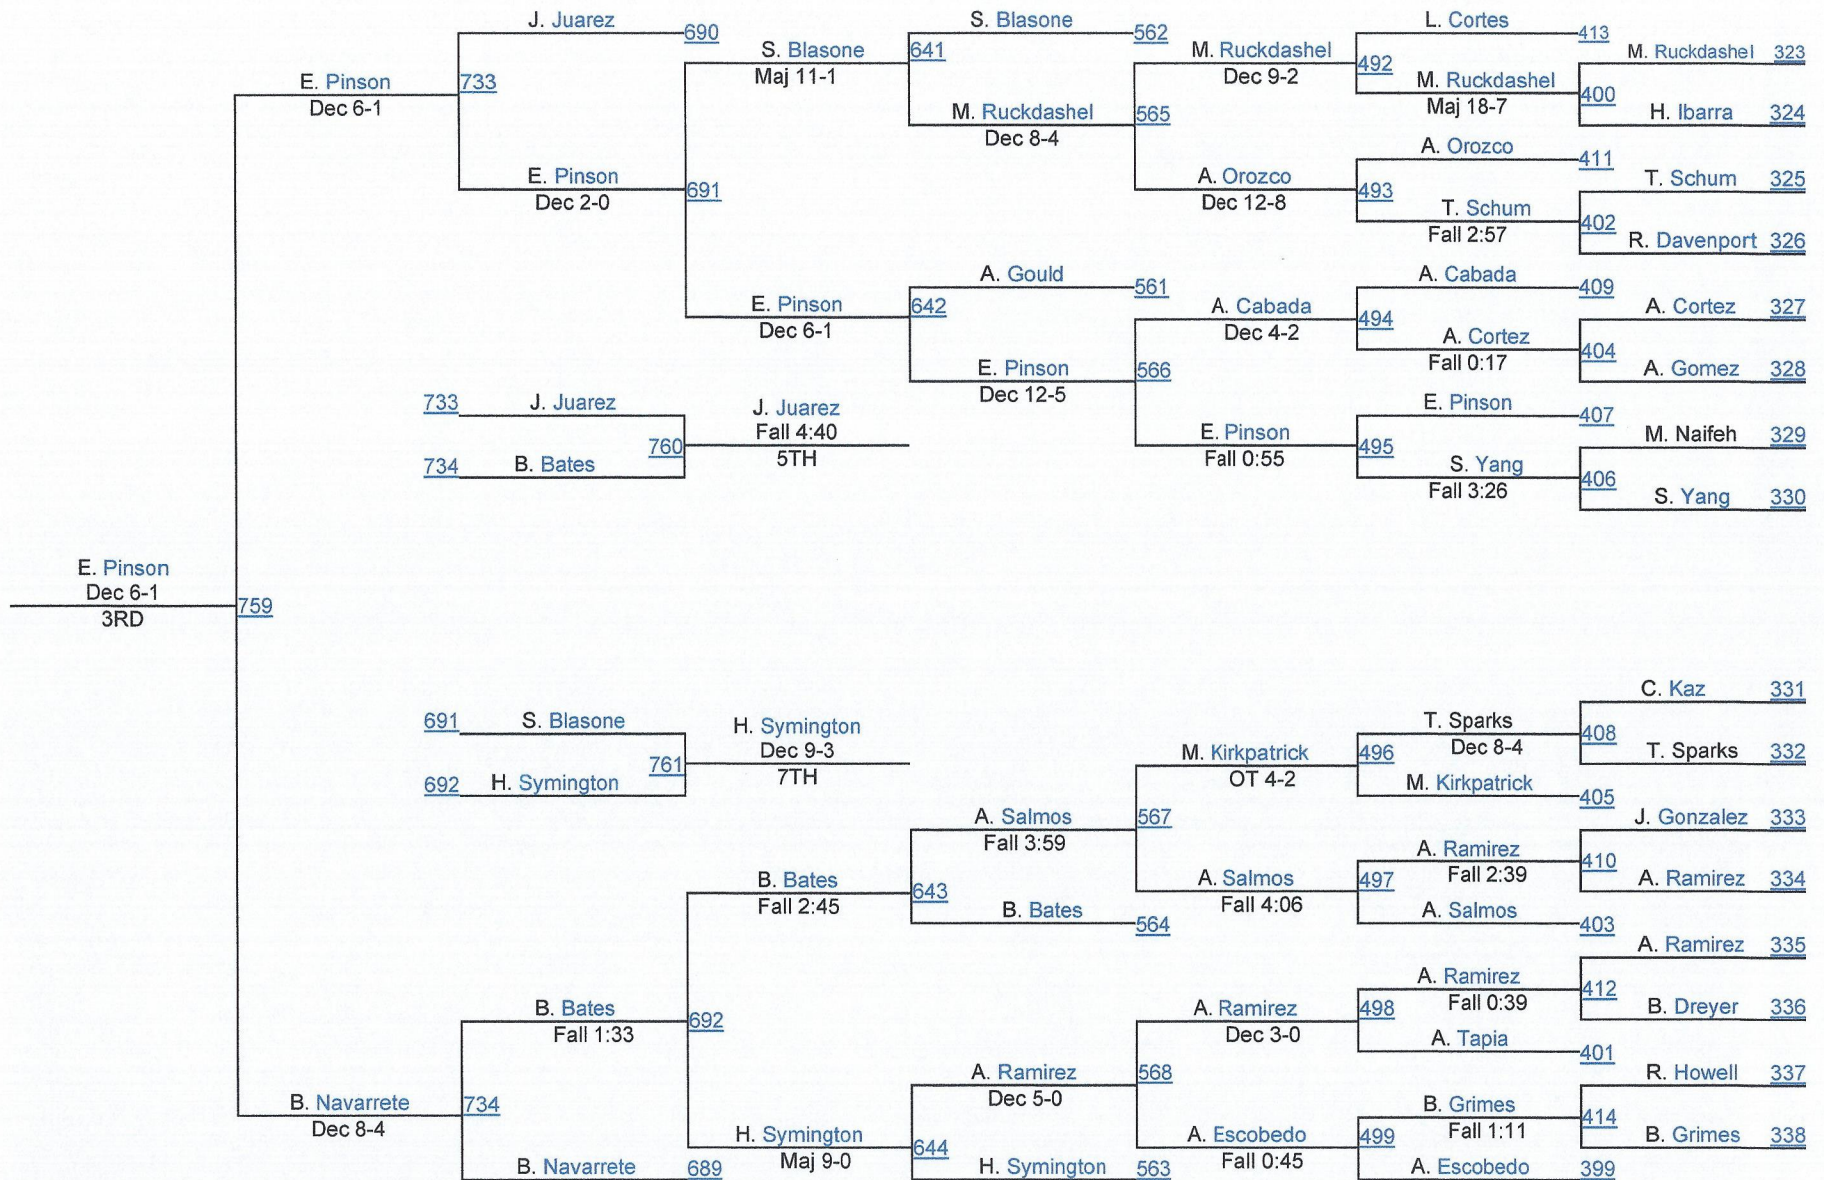 J. Juarez
690
E. Pinson
Dec 6-1
733
E. Pinson
Dec 2-0
691
S. Blasone
Maj 11-1
641
S. Blasone
562
M. Ruckdashel
Dec 8-4
565
M. Ruckdashel
Dec 9-2
492
L. Cortes
413
M. Ruckdashel
Maj 18-7
400
M. Ruckdashel 323
H. Ibarra 324
A. Orozco
Dec 12-8
493
A. Orozco
411
T. Schum
Fall 2:57
402
T. Schum 325
R. Davenport 326
E. Pinson
Dec 6-1
642
A. Gould
561
E. Pinson
Dec 12-5
566
A. Cabada
Dec 4-2
494
A. Cabada
409
A. Cortez
Fall 0:17
404
A. Cortez 327
A. Gomez 328
E. Pinson
Fall 0:55
495
E. Pinson
407
S. Yang
Fall 3:26
406
M. Naifeh 329
S. Yang 330
733 J. Juarez
734 B. Bates
760
J. Juarez
Fall 4:40
5TH
E. Pinson
Dec 6-1
3RD
759
691 S. Blasone
692 H. Symington
761
H. Symington
Dec 9-3
7TH
M. Kirkpatrick
OT 4-2
496
T. Sparks
Dec 8-4
408
C. Kaz 331
T. Sparks 332
M. Kirkpatrick
405
A. Salmos
Fall 3:59
567
A. Salmos
Fall 4:06
497
A. Ramirez
Fall 2:39
410
J. Gonzalez 333
A. Ramirez 334
A. Salmos
403
B. Bates
Fall 2:45
643
B. Bates
564
B. Bates
Fall 1:33
692
A. Ramirez
Dec 3-0
498
A. Ramirez
Fall 0:39
412
A. Ramirez 335
B. Dreyer 336
A. Tapia
401
A. Ramirez
Dec 5-0
568
B. Navarrete
Dec 8-4
734
H. Symington
Maj 9-0
644
A. Escobedo
Fall 0:45
499
B. Grimes
Fall 1:11
414
R. Howell 337
B. Grimes 338
B. Navarrete
689
H. Symington
563
A. Escobedo
399